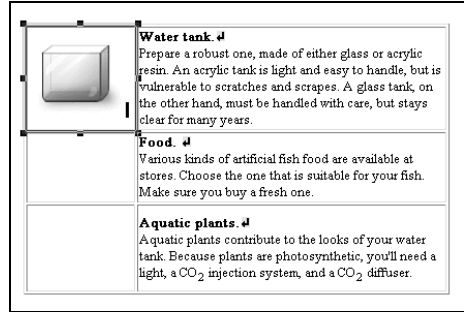 Water tank.↲
Prepare a robust one, made of either glass or acrylic
resin. An acrylic tank is light and easy to handle, but is
vulnerable to scratches and scrapes. A glass tank, on
the other hand, must be handled with care, but stays
clear for many years.
Food. ↲
Various kinds of artificial fish food are available at
stores. Choose the one that is suitable for your fish.
Make sure you buy a fresh one.
Aquatic plants.↲
Aquatic plants contribute to the looks of your water
tank. Because plants are photosynthetic, you'll need a
light, a CO₂ injection system, and a CO₂ diffuser.